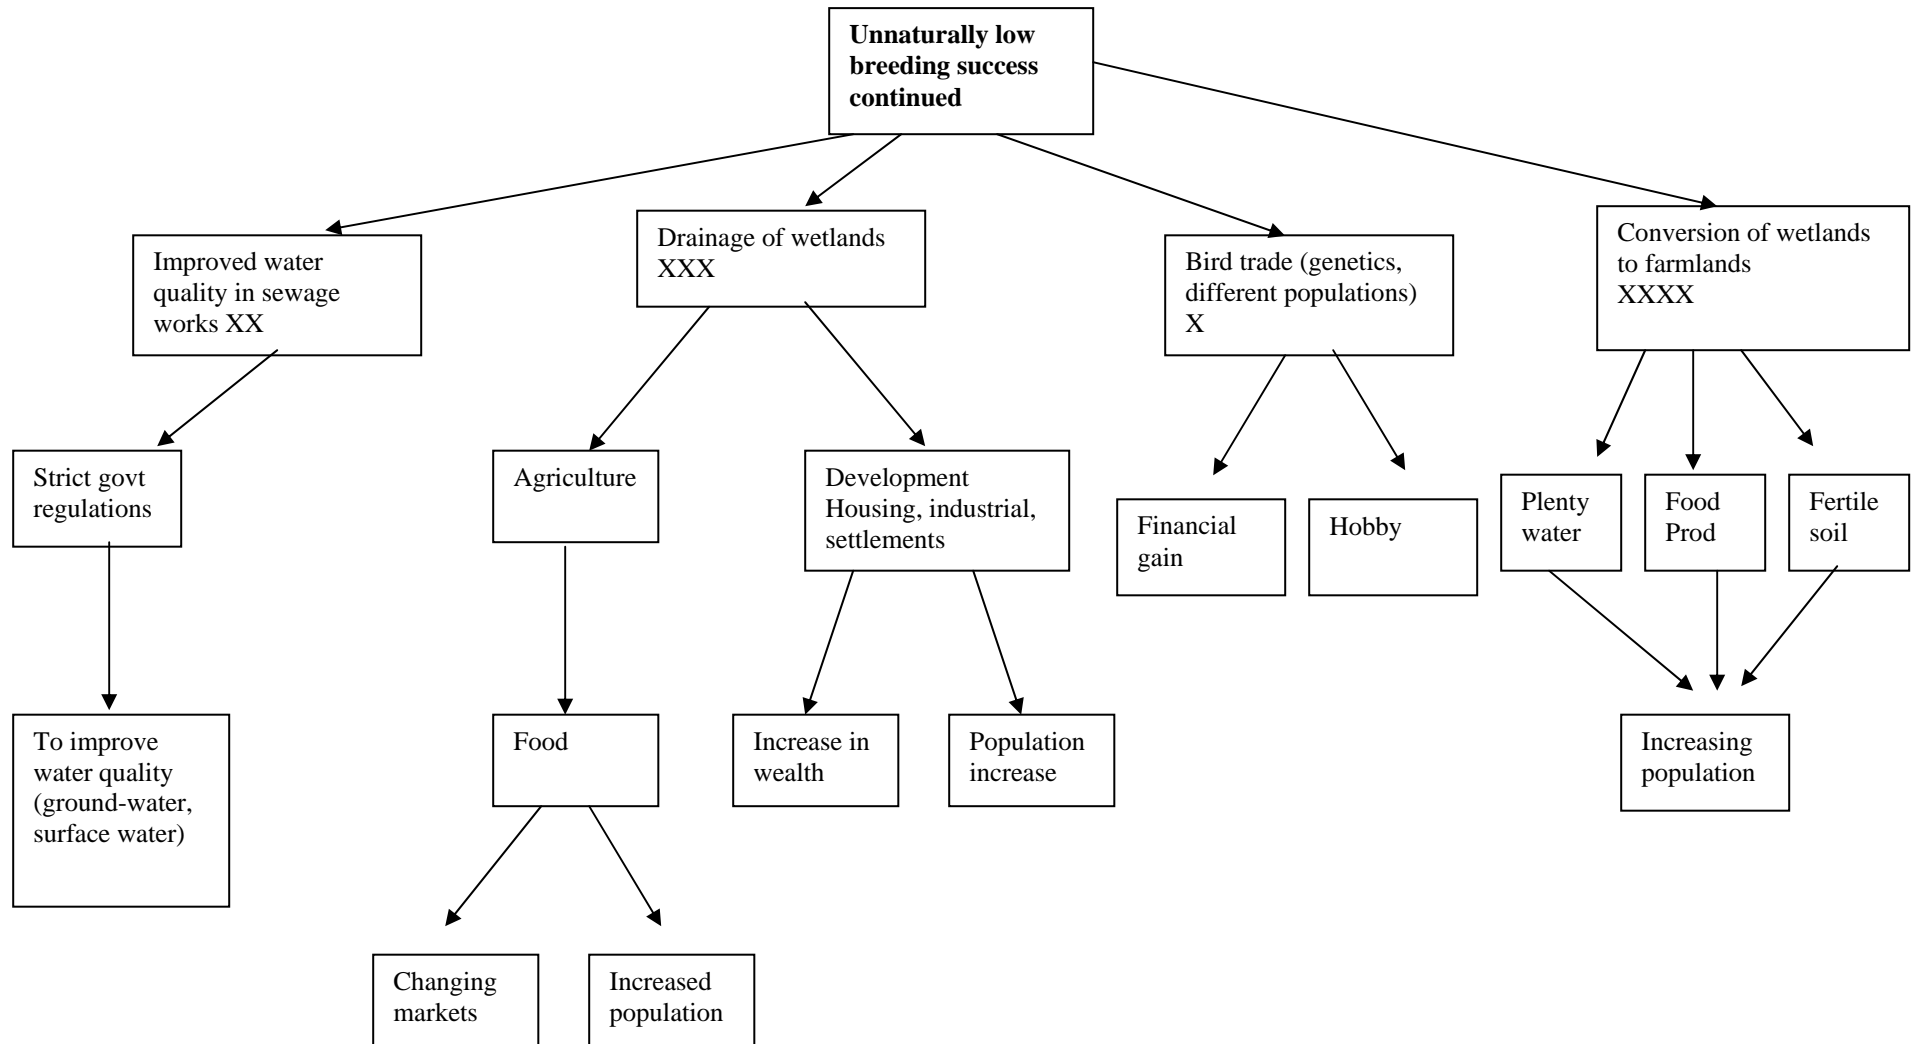 Unnaturally low
breeding success
continued
Improved water
quality in sewage
works XX
Drainage of wetlands
XXX
Bird trade (genetics,
different populations)
X
Conversion of wetlands
to farmlands
XXXX
Strict govt
regulations
Agriculture
Development
Housing, industrial,
settlements
Financial
gain
Hobby
Plenty
water
Food
Prod
Fertile
soil
To improve
water quality
(ground-water,
surface water)
Food
Increase in
wealth
Population
increase
Increasing
population
Changing
markets
Increased
population